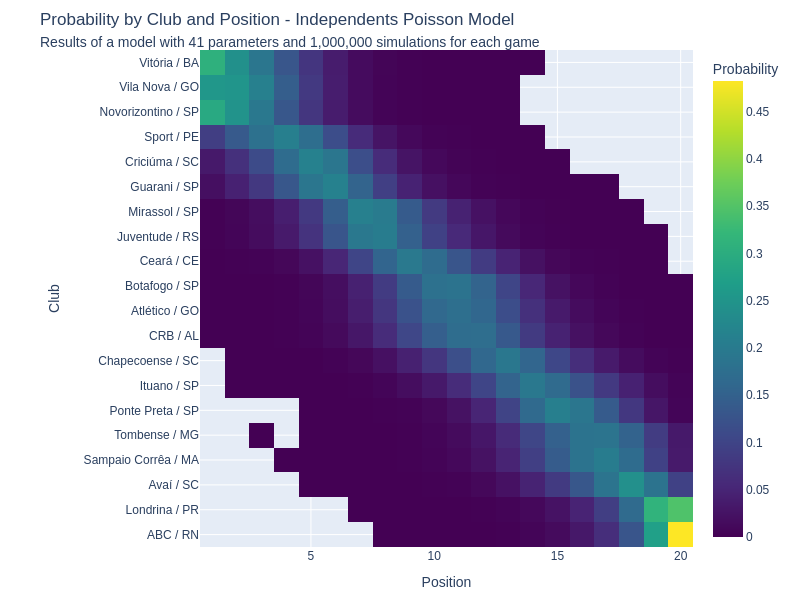 Probability by Club and Position - Independents Poisson Model
Results of a model with 41 parameters and 1,000,000 simulations for each game
Probability
Club
Vitória / BA
Vila Nova / GO
Novorizontino / SP
Sport / PE
Criciúma / SC
Guarani / SP
Mirassol / SP
Juventude / RS
Ceará / CE
Botafogo / SP
Atlético / GO
CRB / AL
Chapecoense / SC
Ituano / SP
Ponte Preta / SP
Tombense / MG
Sampaio Corrêa / MA
Avaí / SC
Londrina / PR
ABC / RN
0.45
0.4
0.35
0.3
0.25
0.2
0.15
0.1
0.05
0
5
10
15
20
Position